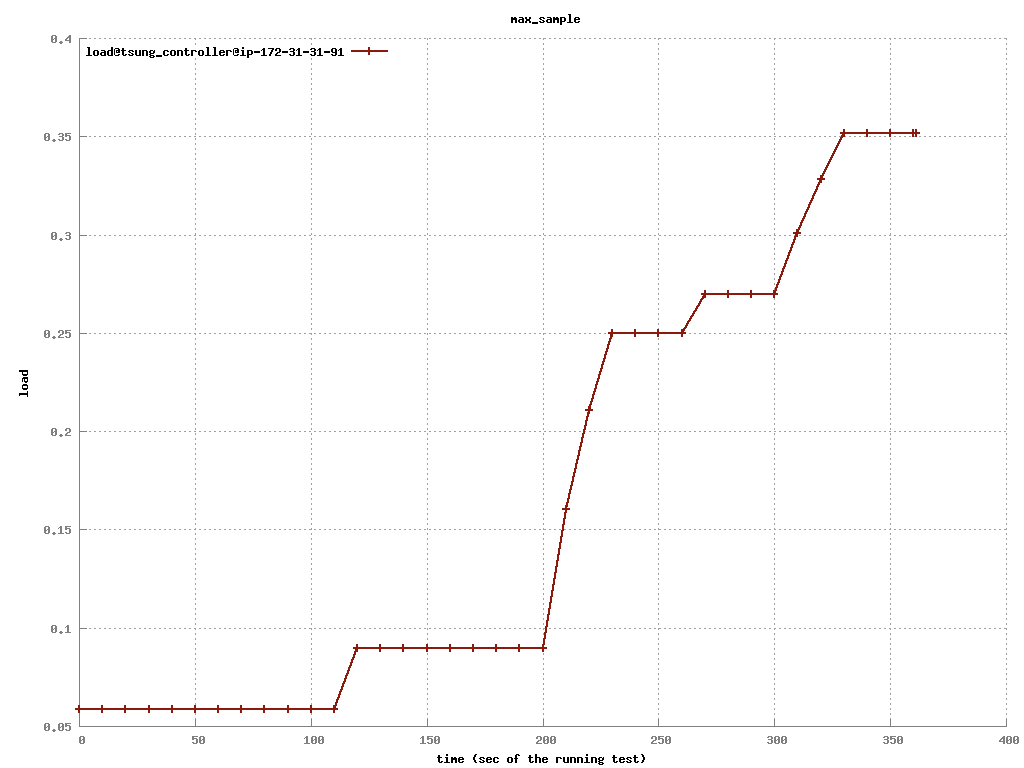 max_sample
load@tsung_controller@ip-172-31-31-91
0.4
0.35
0.3
0.25
0.2
0.15
0.1
0.05
load
0 50 100 150 200 250 300 350 400
time (sec of the running test)